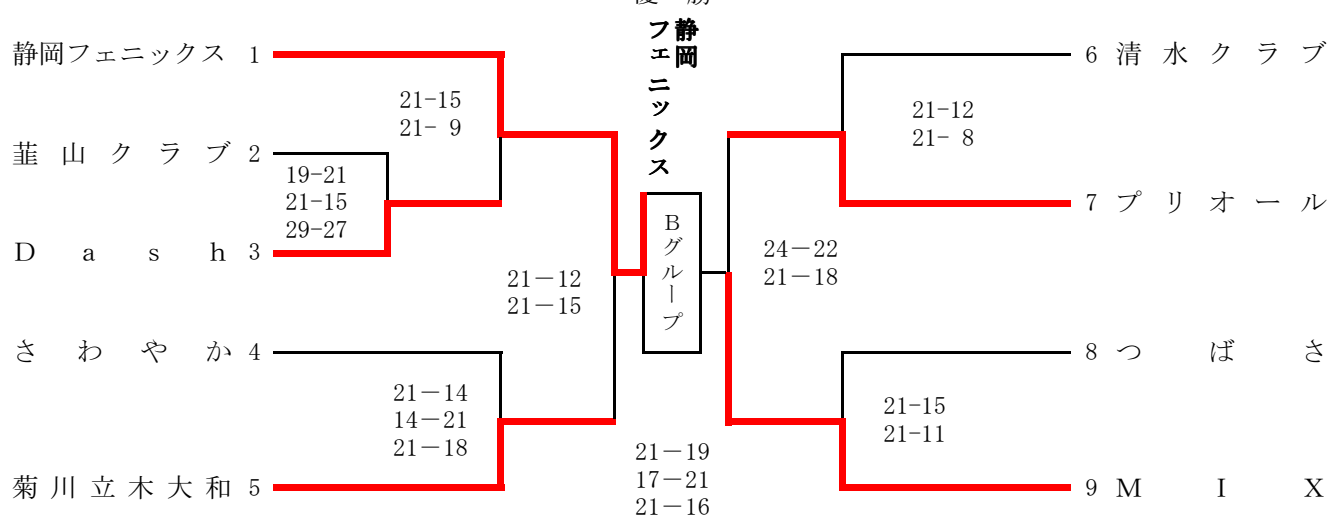 優 勝
静岡
フェニックス
静岡フェニックス 1
21-15
21- 9
韮山クラブ 2
19-21
21-15
29-27
Dash 3
21-12
21-15
さわやか 4
21-14
14-21
21-18
菊川立木大和 5
Bグループ
21-19
17-21
21-16
6 清水クラブ
21-12
21- 8
7 プリオール
24-22
21-18
8 つばさ
21-15
21-11
9 MIX